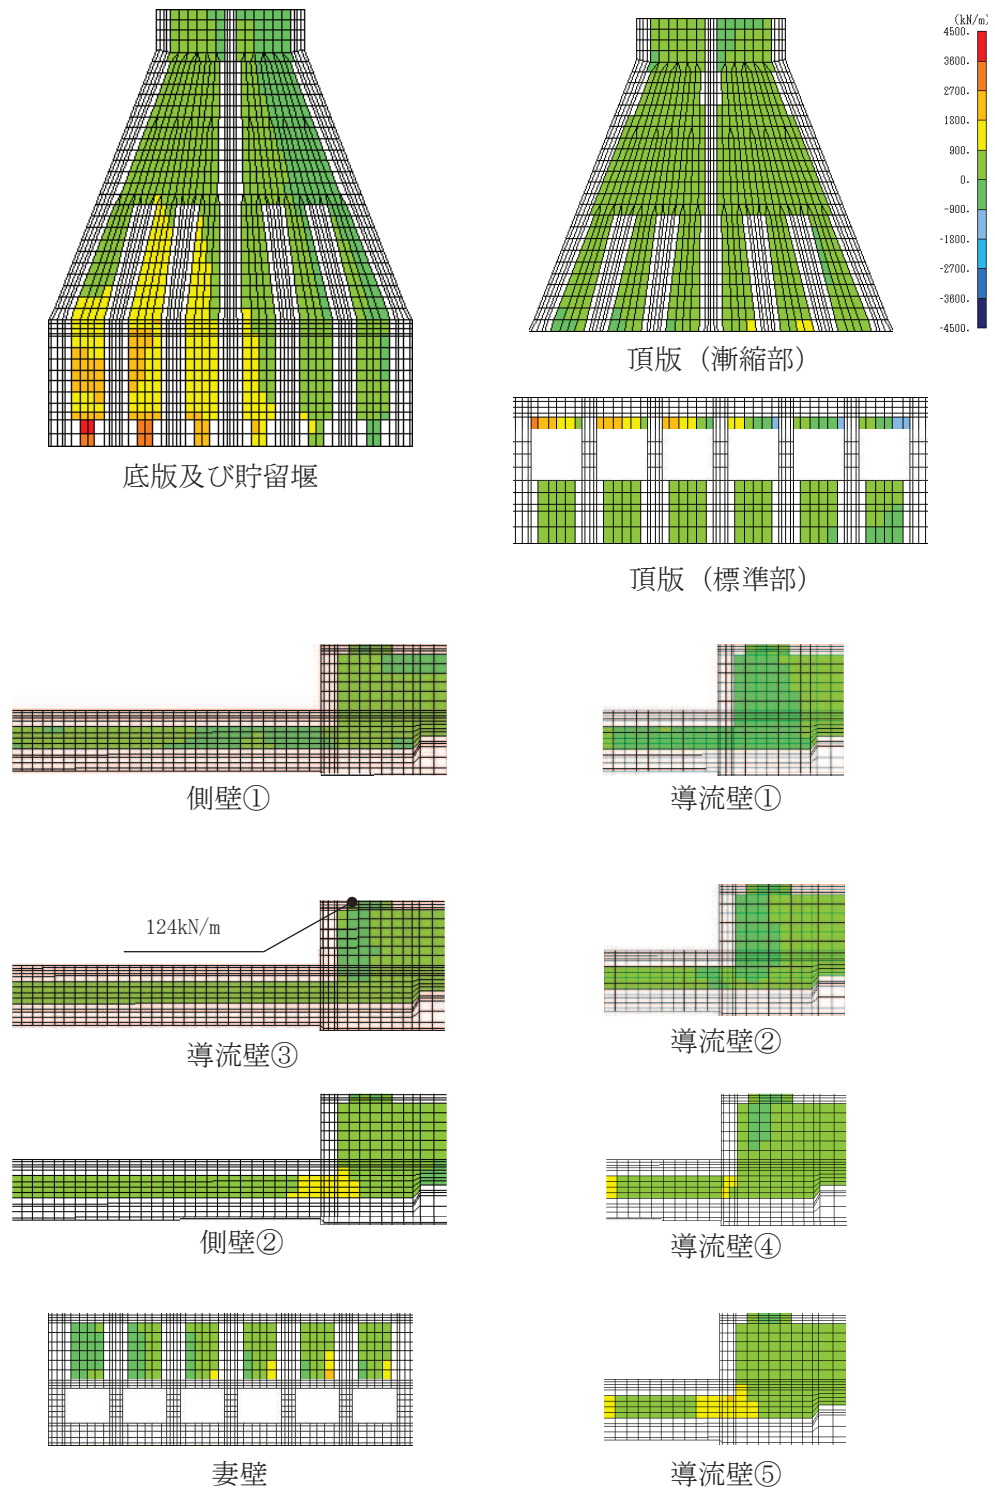 (kN/m)
4500.
3600.
2700.
1800.
900.
0.
-900.
-1800.
-2700.
-3600.
-4500.
底版及び貯留堰
頂版（漸縮部）
頂版（標準部）
側壁①
導流壁①
124kN/m
導流壁③
導流壁②
側壁②
導流壁④
妻壁
導流壁⑤